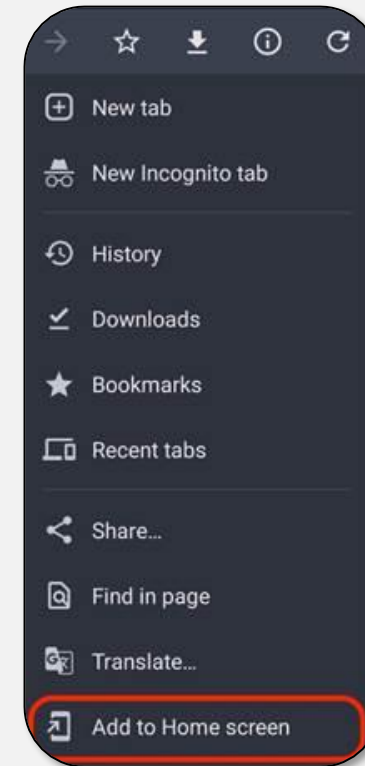 New tab
New Incognito tab
History
Downloads
Bookmarks
Recent tabs
Share...
Find in page
Translate...
Add to Home screen